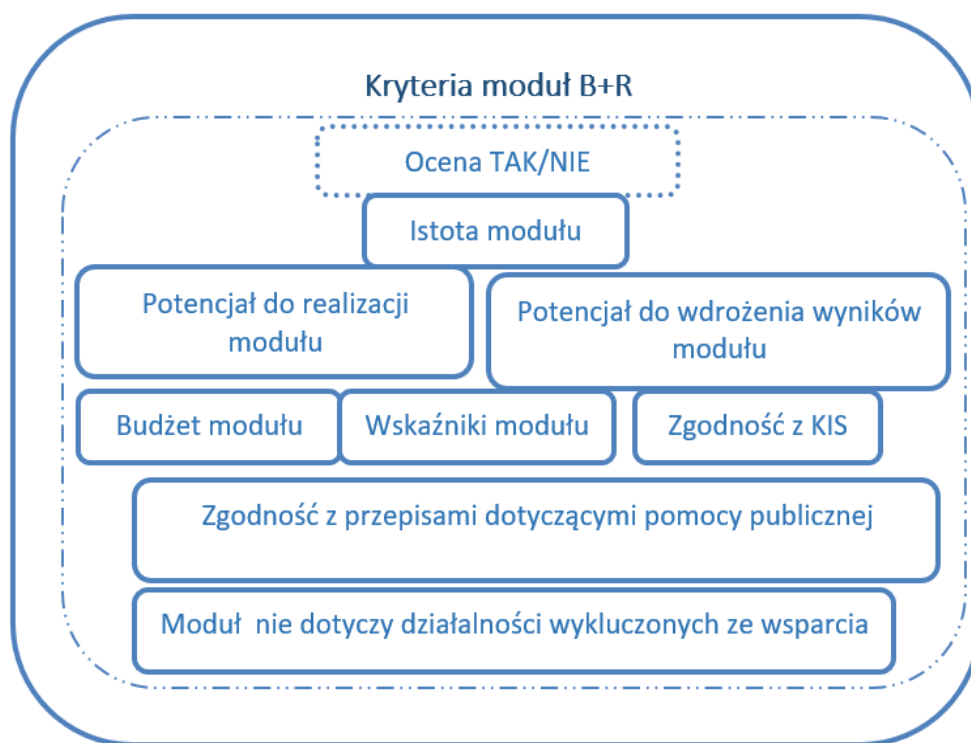 Kryteria moduł B+R
Ocena TAK/NIE
Istota modułu
Potencjał do realizacji
modułu
Potencjał do wdrożenia wyników
modułu
Budżet modułu
Wskaźniki modułu
Zgodność z KIS
Zgodność z przepisami dotyczącymi pomocy publicznej
Moduł  nie dotyczy działalności wykluczonych ze wsparcia